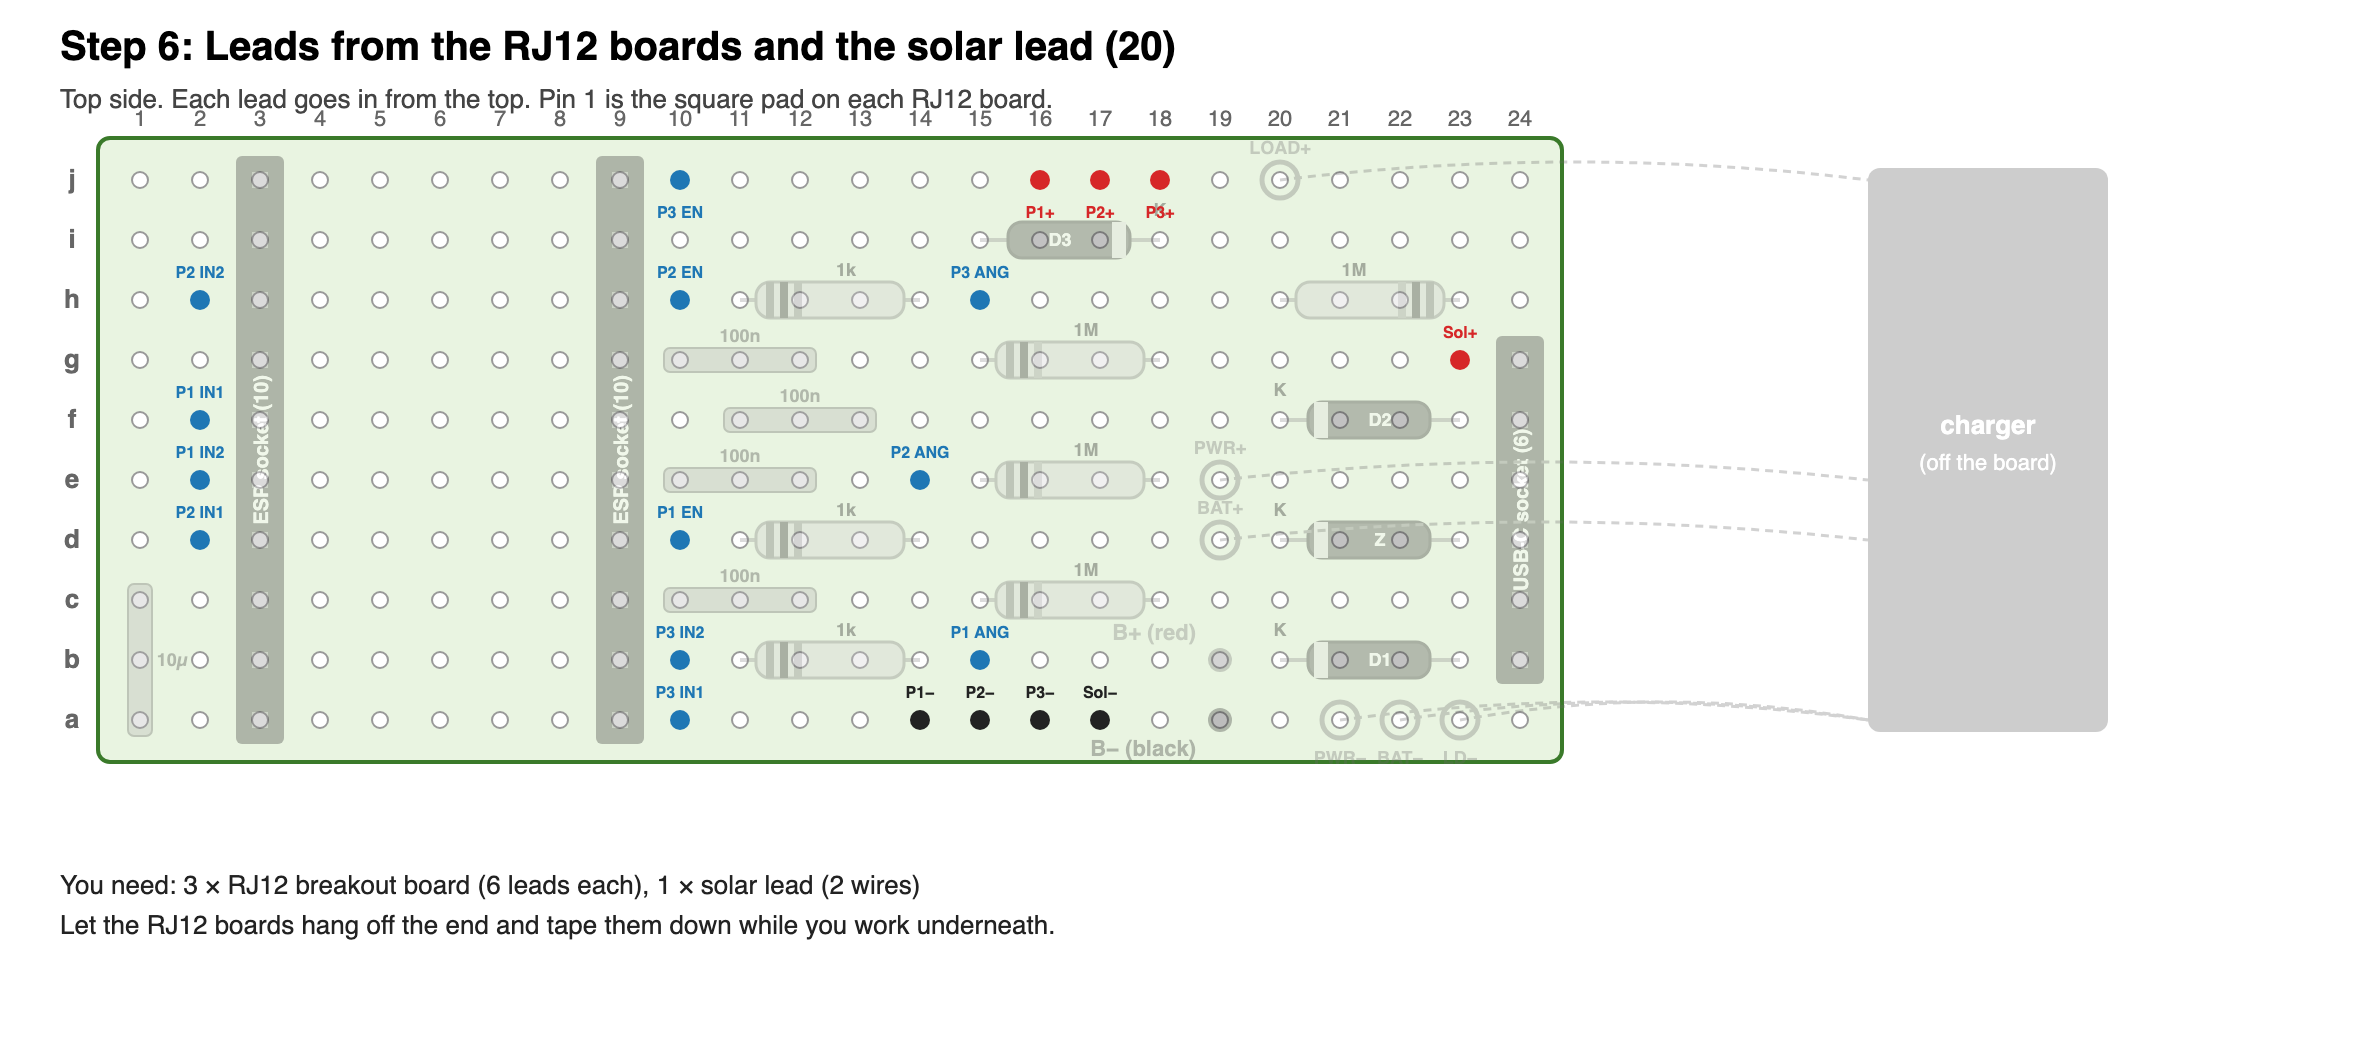 Step 6: Leads from the RJ12 boards and the solar lead (20)
Top side. Each lead goes in from the top. Pin 1 is the square pad on each RJ12 board.
1 2 3 4 5 6 7 8 9 10 11 12 13 14 15 16 17 18 19 20 21 22 23 24
LOAD+
j
P3 EN P1+ P2+ P3+ K
i D3
P2 IN2 P2 EN 1k P3 ANG 1M
h
100n 1M Sol+
g
P1 IN1 100n K
f D2
P1 IN2 100n P2 ANG 1M PWR+
e
P2 IN1 P1 EN 1k BAT+ K
d Z
100n 1M
c
P3 IN2 1k P1 ANG B+ (red) K
b 10µ D1
P3 IN1 P1– P2– P3– Sol–
a
B– (black) PWR– BAT– LD–
ESP socket (10)
ESP socket (10)
USB-C socket (6)
charger
(off the board)
You need: 3 × RJ12 breakout board (6 leads each), 1 × solar lead (2 wires)
Let the RJ12 boards hang off the end and tape them down while you work underneath.